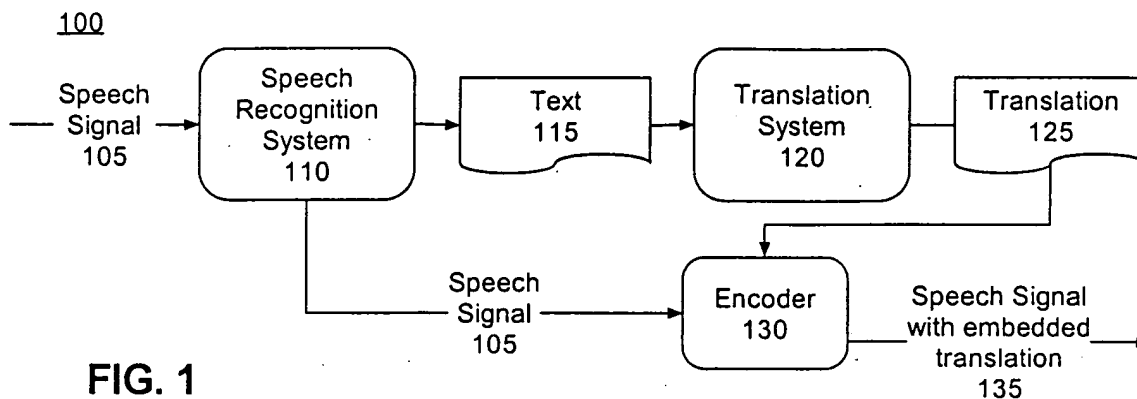 100
Speech
Signal
105
Speech
Recognition
System
110
Text
115
Translation
System
120
Translation
125
Speech
Signal
105
Encoder
130
Speech Signal
with embedded
translation
135
FIG. 1